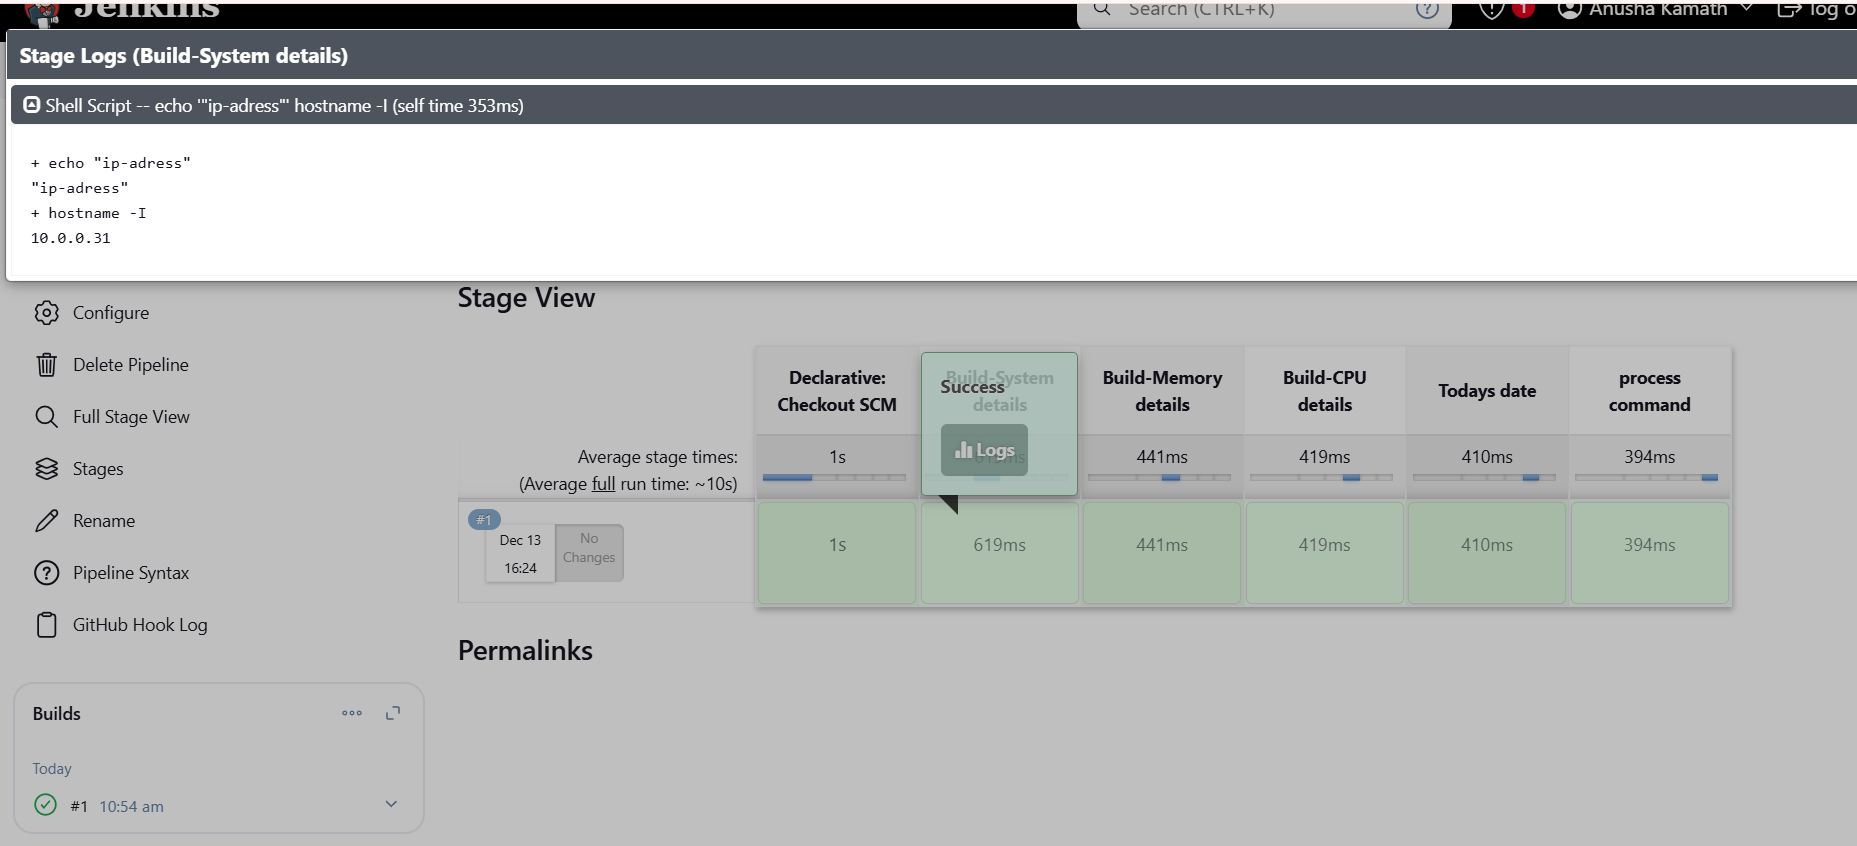 Jenkins
Search (CTRL+K)
?
1
Anusha Kamath
log o
Stage Logs (Build-System details)
Shell Script -- echo '"ip-adress"' hostname -I (self time 353ms)
+ echo "ip-adress"
"ip-adress"
+ hostname -I
10.0.0.31
Configure
Delete Pipeline
Full Stage View
Stages
Rename
Pipeline Syntax
GitHub Hook Log
Builds
Today
#1 10:54 am
Stage View
Declarative: Checkout SCM
Build-System details
Success
Logs
Build-Memory details
Build-CPU details
Todays date
process command
Average stage times:
(Average full run time: ~10s)
1s
619ms
441ms
419ms
410ms
394ms
#1
Dec 13
16:24
No Changes
1s
619ms
441ms
419ms
410ms
394ms
Permalinks